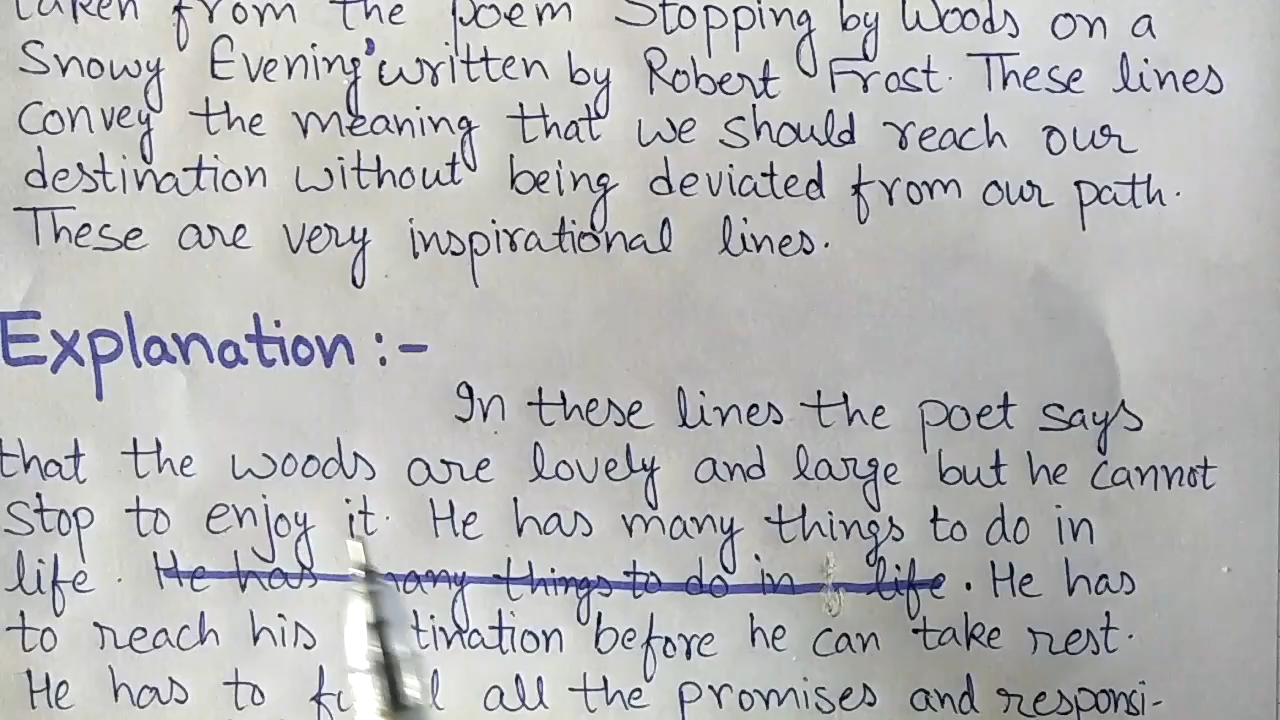 taken from the poem Stopping by Woods on a
Snowy Evening' written by Robert Frost. These lines
convey the meaning that we should reach our
destination without being deviated from our path.
These are very inspirational lines.
Explanation :-
In these lines the poet says
that the woods are lovely and large but he cannot
stop to enjoy it. He has many things to do in
life. He has many things to do in life. He has
to reach his tination before he can take rest.
He has to all the promises and responsi-